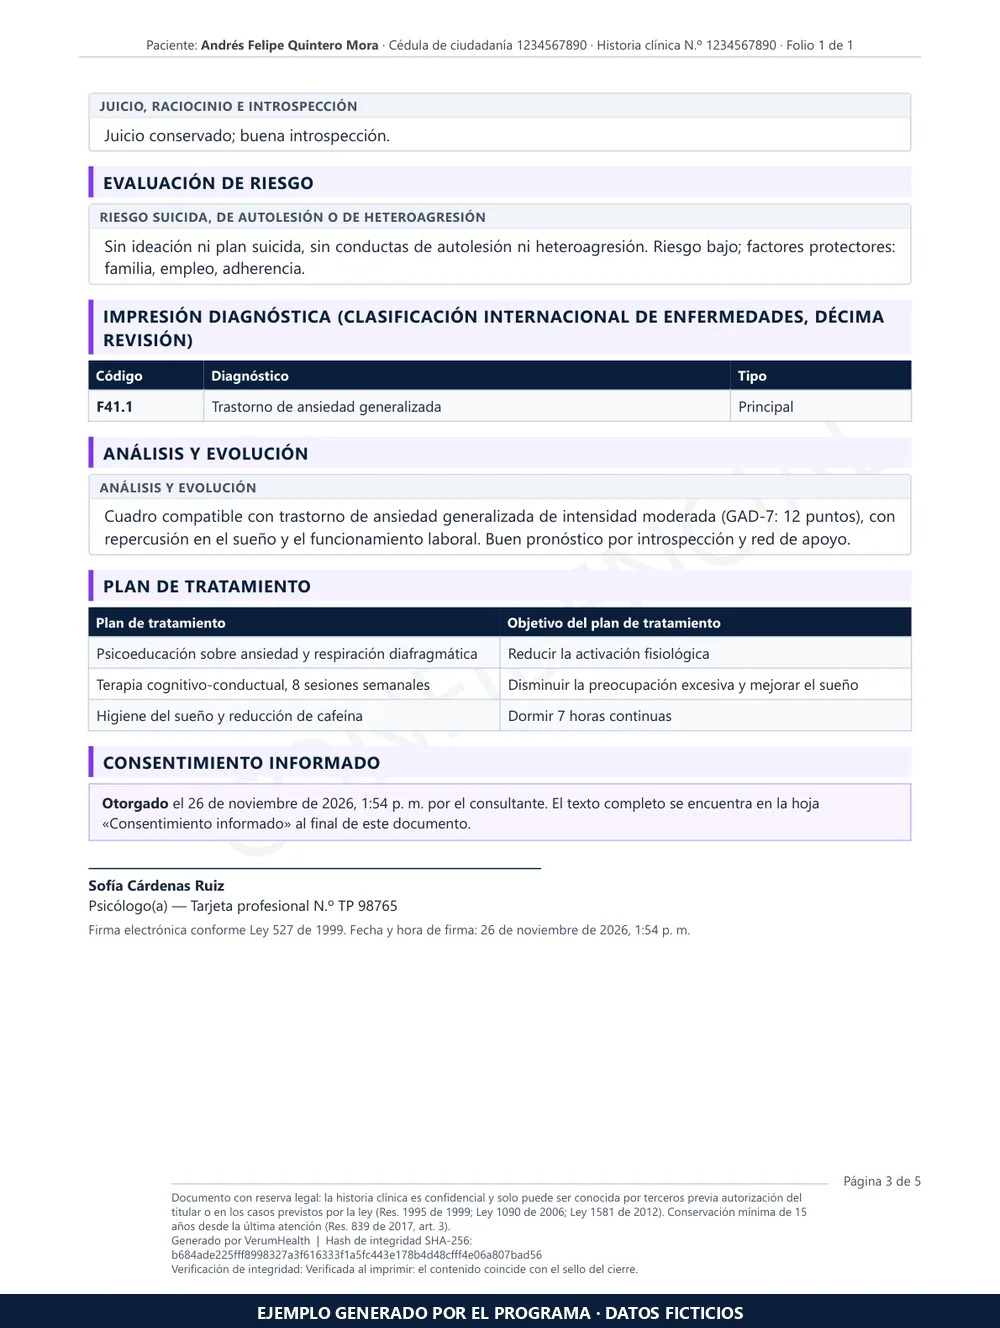 Paciente: Andrés Felipe Quintero Mora · Cédula de ciudadanía 1234567890 · Historia clínica N.º 1234567890 · Folio 1 de 1
JUICIO, RACIOCINIO E INTROSPECCIÓN
Juicio conservado; buena introspección.
EVALUACIÓN DE RIESGO
RIESGO SUICIDA, DE AUTOLESIÓN O DE HETEROAGRESIÓN
Sin ideación ni plan suicida, sin conductas de autolesión ni heteroagresión. Riesgo bajo; factores protectores:
familia, empleo, adherencia.
IMPRESIÓN DIAGNÓSTICA (CLASIFICACIÓN INTERNACIONAL DE ENFERMEDADES, DÉCIMA
REVISIÓN)
Código Diagnóstico Tipo
F41.1 Trastorno de ansiedad generalizada Principal
ANÁLISIS Y EVOLUCIÓN
ANÁLISIS Y EVOLUCIÓN
Cuadro compatible con trastorno de ansiedad generalizada de intensidad moderada (GAD-7: 12 puntos), con
repercusión en el sueño y el funcionamiento laboral. Buen pronóstico por introspección y red de apoyo.
PLAN DE TRATAMIENTO
Plan de tratamiento Objetivo del plan de tratamiento
Psicoeducación sobre ansiedad y respiración diafragmática Reducir la activación fisiológica
Terapia cognitivo-conductual, 8 sesiones semanales Disminuir la preocupación excesiva y mejorar el sueño
Higiene del sueño y reducción de cafeína Dormir 7 horas continuas
CONSENTIMIENTO INFORMADO
Otorgado el 26 de noviembre de 2026, 1:54 p. m. por el consultante. El texto completo se encuentra en la hoja
«Consentimiento informado» al final de este documento.
CONFIDENCIAL
Sofía Cárdenas Ruiz
Psicólogo(a) — Tarjeta profesional N.º TP 98765
Firma electrónica conforme Ley 527 de 1999. Fecha y hora de firma: 26 de noviembre de 2026, 1:54 p. m.
Página 3 de 5
Documento con reserva legal: la historia clínica es confidencial y solo puede ser conocida por terceros previa autorización del
titular o en los casos previstos por la ley (Res. 1995 de 1999; Ley 1090 de 2006; Ley 1581 de 2012). Conservación mínima de 15
años desde la última atención (Res. 839 de 2017, art. 3).
Generado por VerumHealth | Hash de integridad SHA-256:
b684ade225fff8998327a3f616333f1a5fc443e178b4d48cfff4e06a807bad56
Verificación de integridad: Verificada al imprimir: el contenido coincide con el sello del cierre.
EJEMPLO GENERADO POR EL PROGRAMA · DATOS FICTICIOS